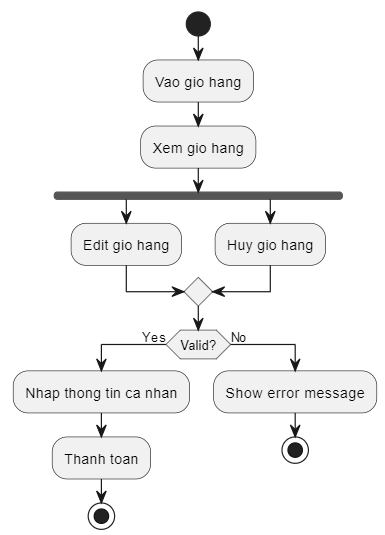 Vao gio hang
Xem gio hang
Edit gio hang
Huy gio hang
Valid?
Yes
No
Nhap thong tin ca nhan
Show error message
Thanh toan